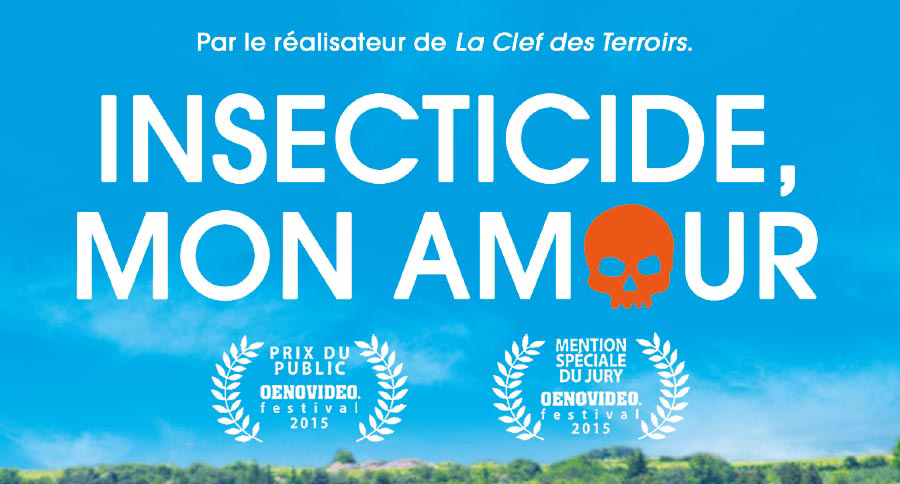 Par le réalisateur de La Clef des Terroirs.
INSECTICIDE,
MON AMOUR
PRIX DU
PUBLIC
OENOVIDEO.
festival
2015
MENTION
SPÉCIALE
DU JURY
OENOVIDEO.
festival
2015